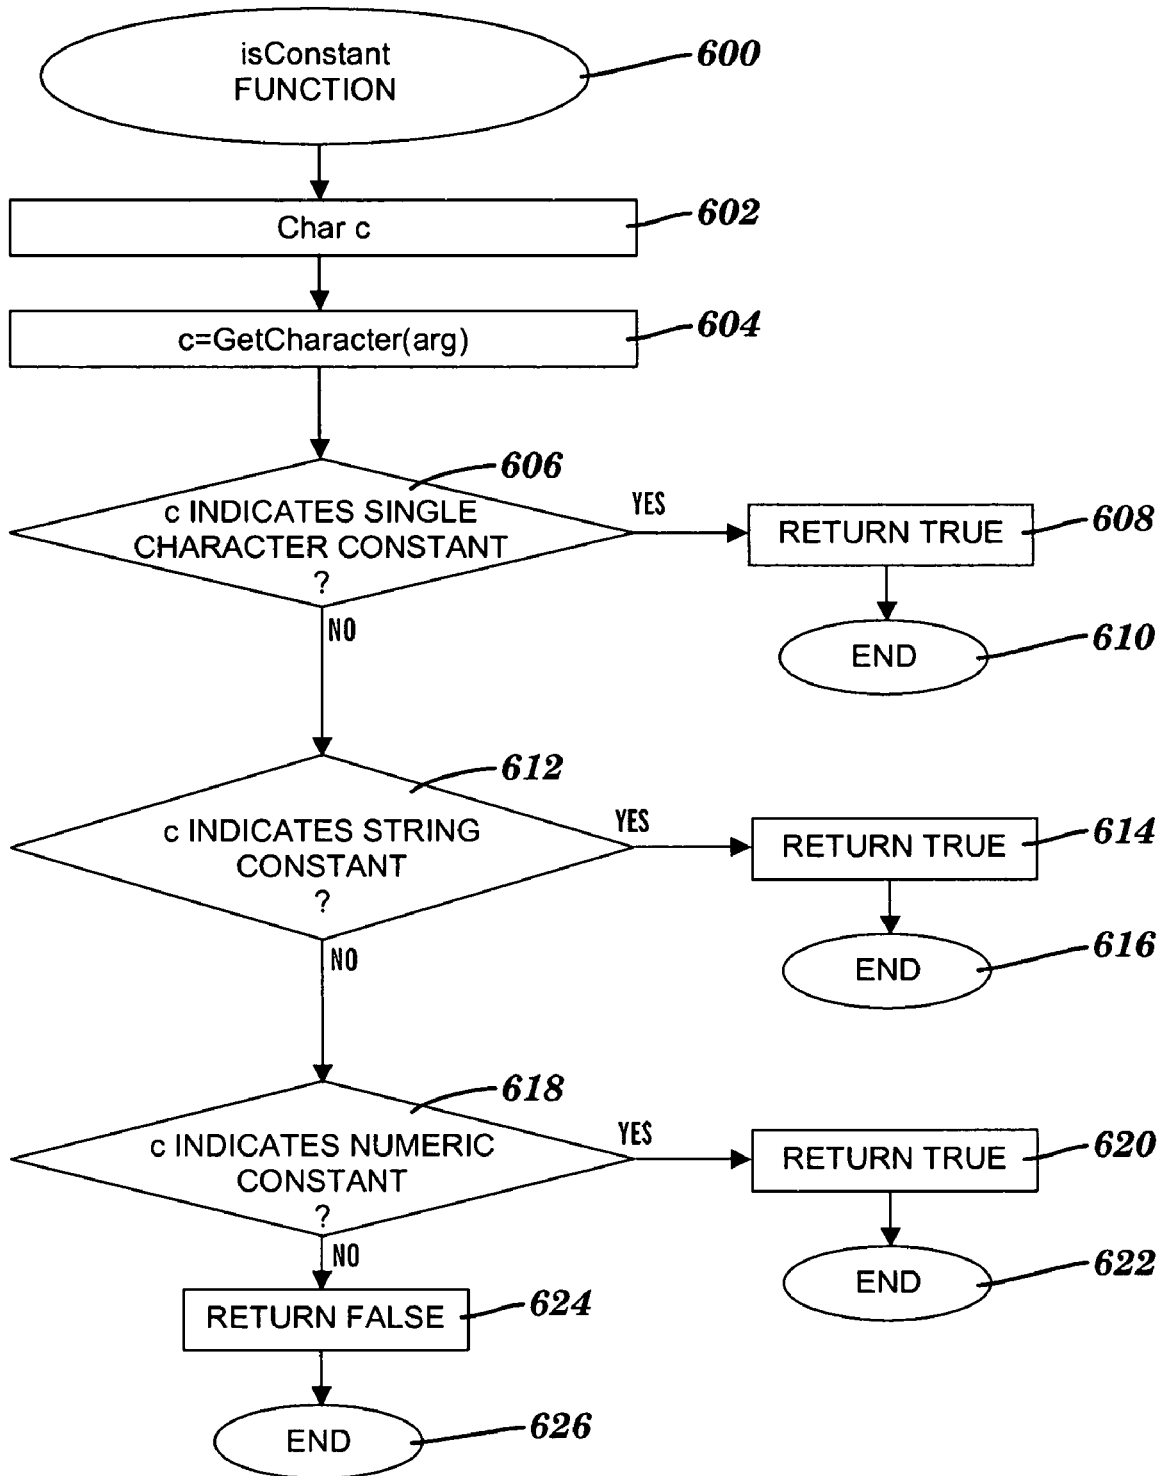 isConstant
FUNCTION
600
Char c
602
c=GetCharacter(arg)
604
606
c INDICATES SINGLE
CHARACTER CONSTANT
?
YES
RETURN TRUE
608
NO
END
610
612
c INDICATES STRING
CONSTANT
?
YES
RETURN TRUE
614
NO
END
616
618
c INDICATES NUMERIC
CONSTANT
?
YES
RETURN TRUE
620
NO
END
622
RETURN FALSE
624
END
626